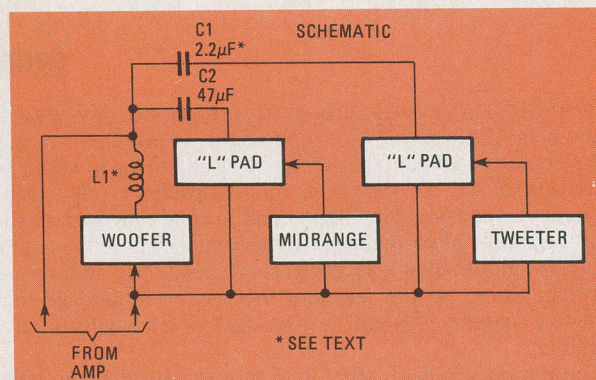 SCHEMATIC
C1
2.2µF*
C2
47µF
L1*
"L" PAD
"L" PAD
WOOFER
MIDRANGE
TWEETER
FROM
AMP
* SEE TEXT